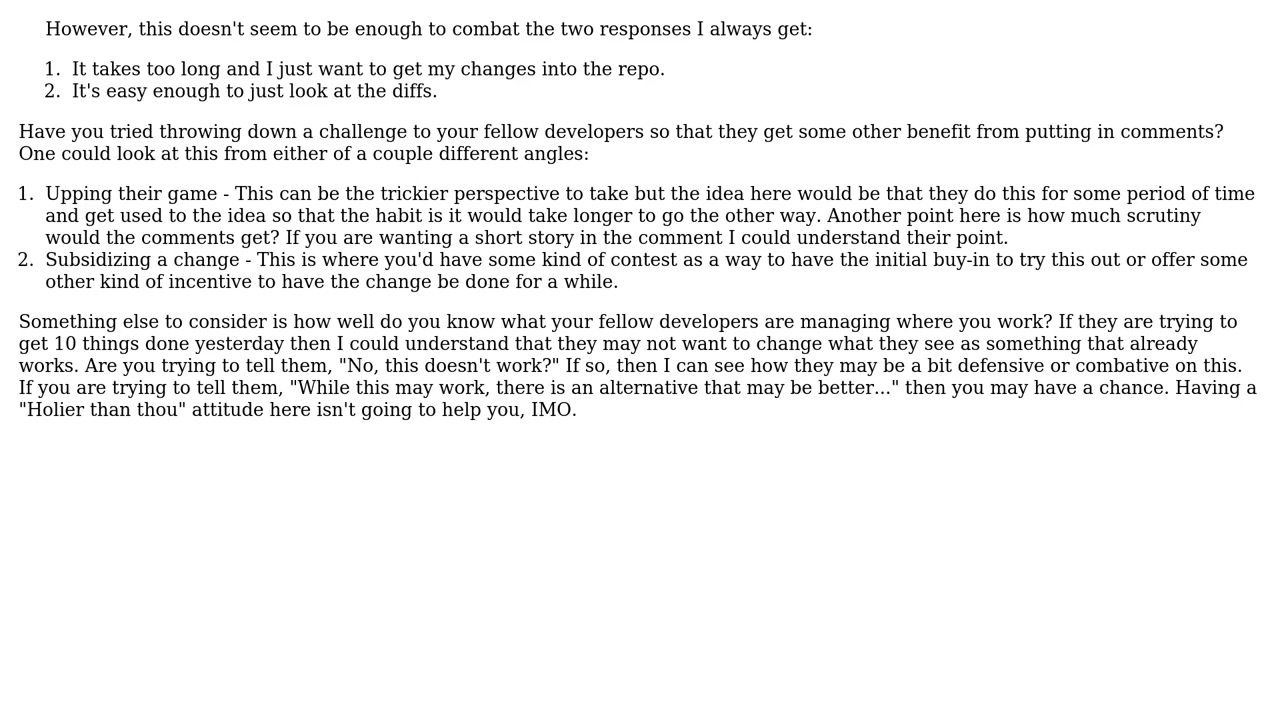 However, this doesn't seem to be enough to combat the two responses I always get:
1. It takes too long and I just want to get my changes into the repo.
2. It's easy enough to just look at the diffs.
Have you tried throwing down a challenge to your fellow developers so that they get some other benefit from putting in comments?
One could look at this from either of a couple different angles:
1. Upping their game - This can be the trickier perspective to take but the idea here would be that they do this for some period of time
and get used to the idea so that the habit is it would take longer to go the other way. Another point here is how much scrutiny
would the comments get? If you are wanting a short story in the comment I could understand their point.
2. Subsidizing a change - This is where you'd have some kind of contest as a way to have the initial buy-in to try this out or offer some
other kind of incentive to have the change be done for a while.
Something else to consider is how well do you know what your fellow developers are managing where you work? If they are trying to
get 10 things done yesterday then I could understand that they may not want to change what they see as something that already
works. Are you trying to tell them, "No, this doesn't work?" If so, then I can see how they may be a bit defensive or combative on this.
If you are trying to tell them, "While this may work, there is an alternative that may be better..." then you may have a chance. Having a
"Holier than thou" attitude here isn't going to help you, IMO.